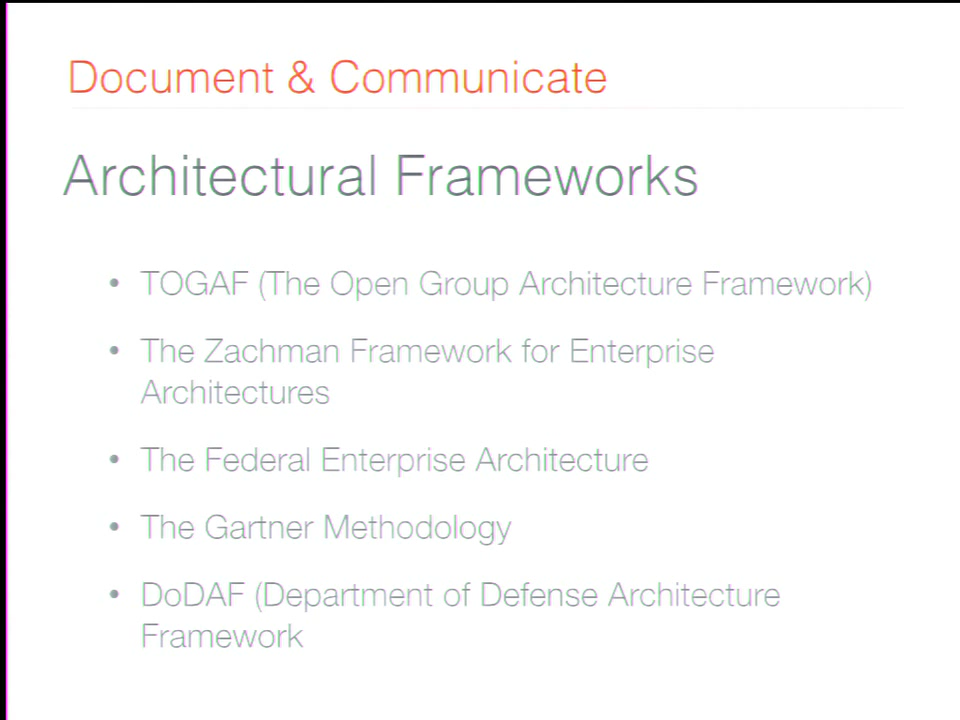 Document & Communicate
Architectural Frameworks
• TOGAF (The Open Group Architecture Framework)
• The Zachman Framework for Enterprise
Architectures
• The Federal Enterprise Architecture
• The Gartner Methodology
• DoDAF (Department of Defense Architecture
Framework